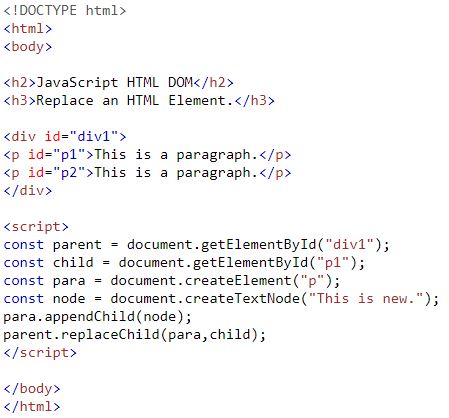 <!DOCTYPE html>
<html>
<body>
<h2>JavaScript HTML DOM</h2>
<h3>Replace an HTML Element.</h3>
<div id="div1">
<p id="p1">This is a paragraph.</p>
<p id="p2">This is a paragraph.</p>
</div>
<script>
const parent = document.getElementById("div1");
const child = document.getElementById("p1");
const para = document.createElement("p");
const node = document.createTextNode("This is new.");
para.appendChild(node);
parent.replaceChild(para,child);
</script>
</body>
</html>